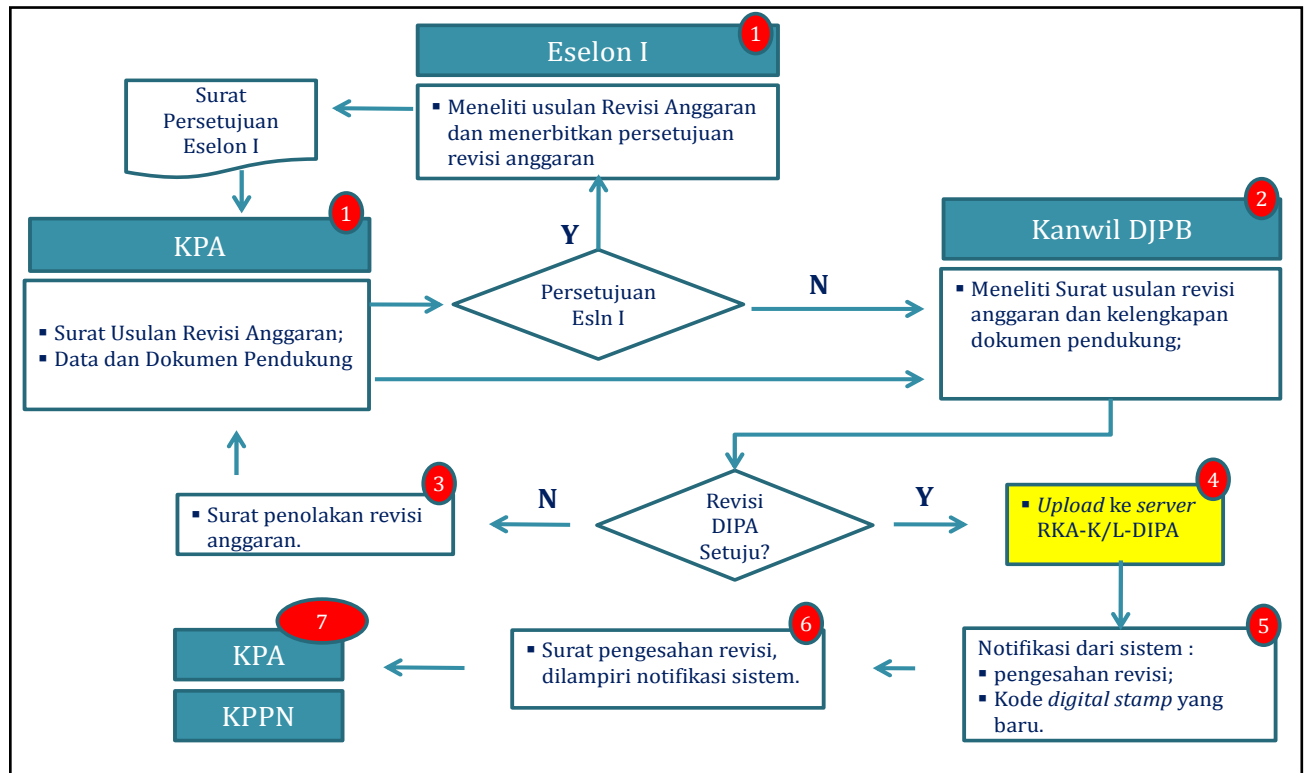 1
Eselon I
▪ Meneliti usulan Revisi Anggaran
dan menerbitkan persetujuan
revisi anggaran
Surat
Persetujuan
Eselon I
1
KPA
▪ Surat Usulan Revisi Anggaran;
▪ Data dan Dokumen Pendukung
Y
Persetujuan
Esln I
N
2
Kanwil DJPB
▪ Meneliti Surat usulan revisi
anggaran dan kelengkapan
dokumen pendukung;
Revisi
DIPA
Setuju?
N
3
▪ Surat penolakan revisi
anggaran.
Y
4
▪ Upload ke server
RKA-K/L-DIPA
5
Notifikasi dari sistem :
▪ pengesahan revisi;
▪ Kode digital stamp yang
baru.
6
▪ Surat pengesahan revisi,
dilampiri notifikasi sistem.
7
KPA
KPPN